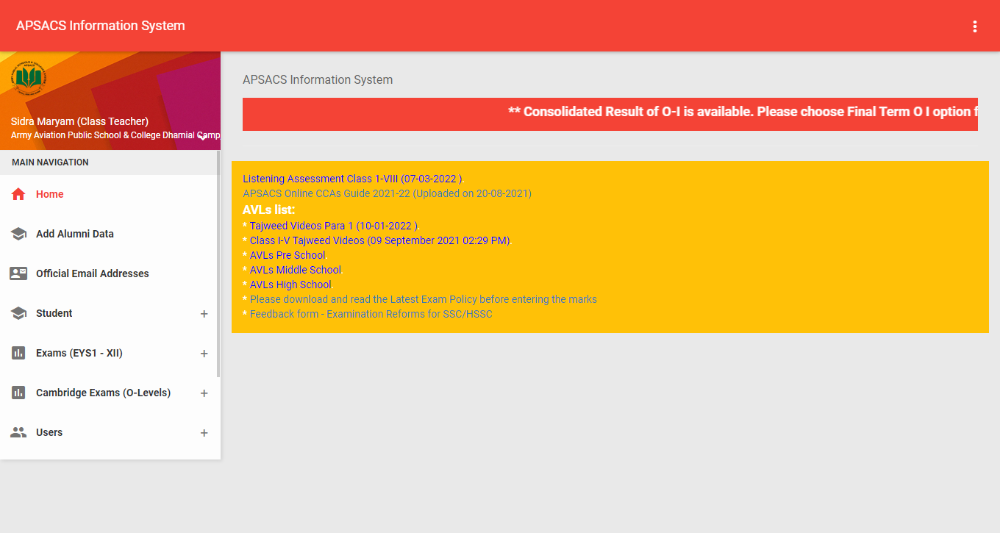 APSACS Information System
Sidra Maryam (Class Teacher)
Army Aviation Public School & College Dhamial Camp
MAIN NAVIGATION
Home
Add Alumni Data
Official Email Addresses
Student
Exams (EYS1 - XII)
Cambridge Exams (O-Levels)
Users
APSACS Information System
** Consolidated Result of O-I is available. Please choose Final Term O I option f
Listening Assessment Class 1-VIII (07-03-2022 ).
APSACS Online CCAs Guide 2021-22 (Uploaded on 20-08-2021)
AVLs list:
* Tajweed Videos Para 1 (10-01-2022 ).
* Class I-V Tajweed Videos (09 September 2021 02:29 PM).
* AVLs Pre School.
* AVLs Middle School.
* AVLs High School.
* Please download and read the Latest Exam Policy before entering the marks
* Feedback form - Examination Reforms for SSC/HSSC